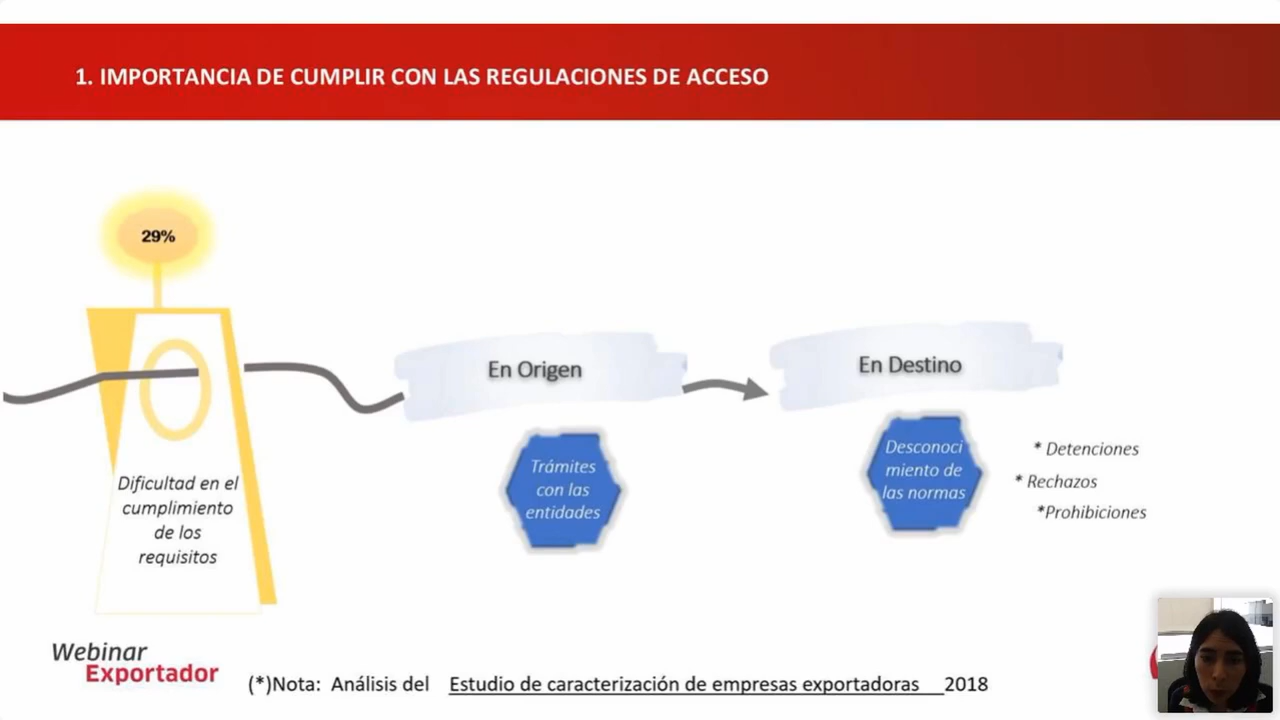 1. IMPORTANCIA DE CUMPLIR CON LAS REGULACIONES DE ACCESO
29%
Dificultad en el
cumplimiento
de los
requisitos
En Origen
Trámites
con las
entidades
En Destino
Desconoci
miento de
las normas
* Detenciones
* Rechazos
*Prohibiciones
Webinar
Exportador
(*)Nota: Análisis del Estudio de caracterización de empresas exportadoras 2018